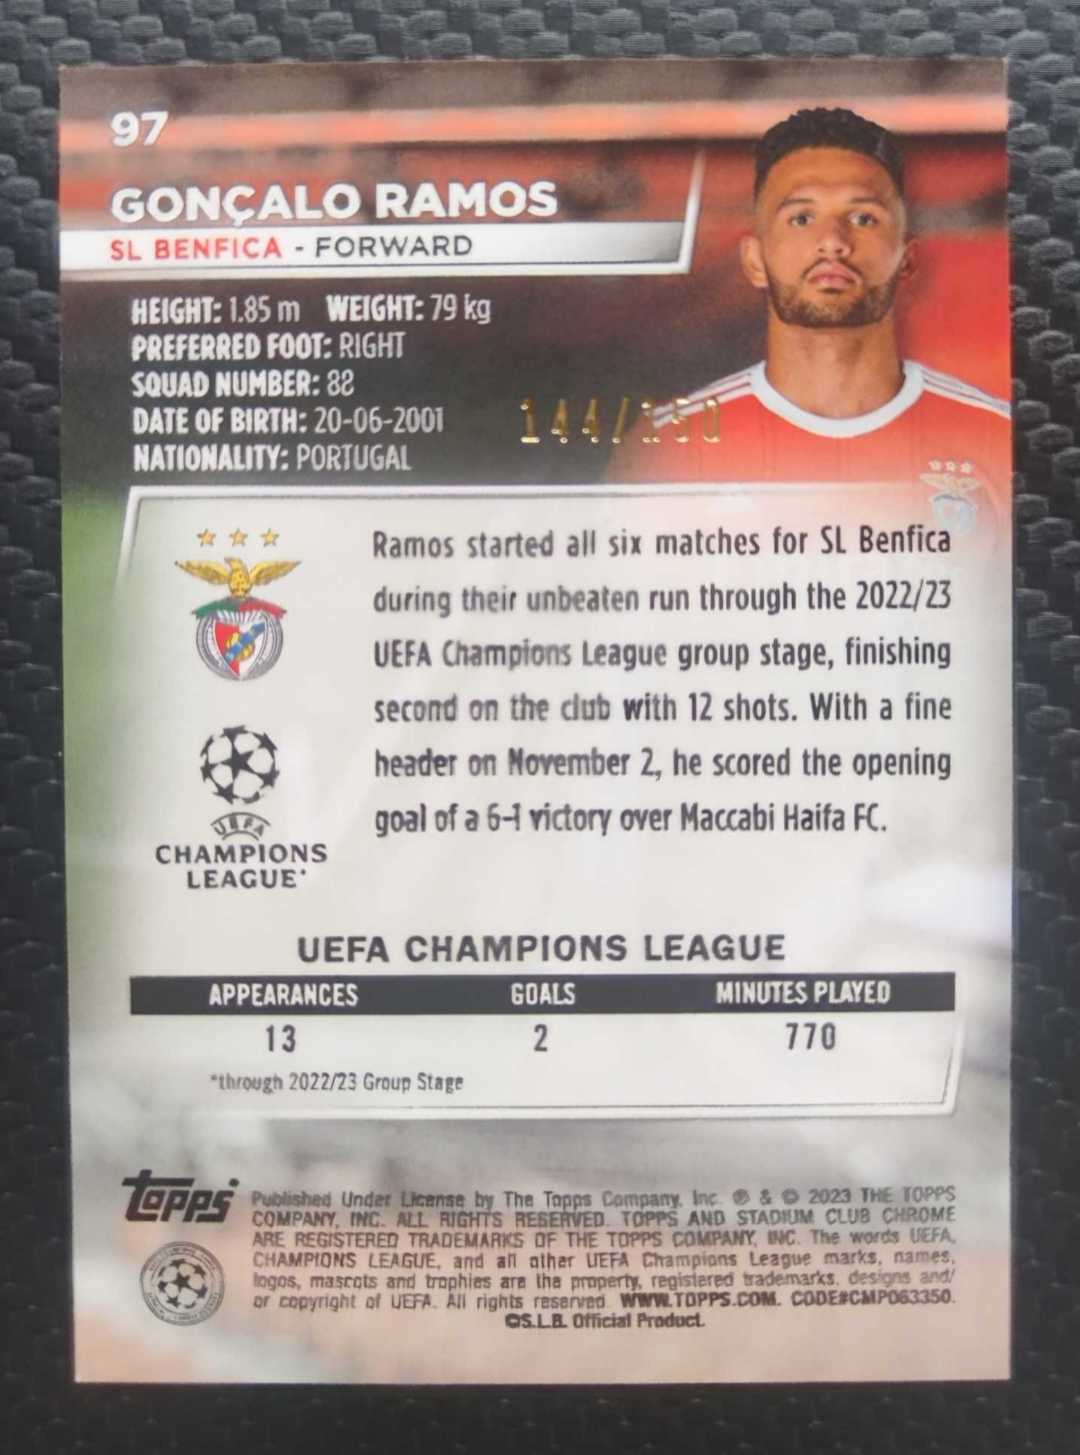 97
GONÇALO RAMOS
SL BENFICA - FORWARD
HEIGHT: 1.85 m WEIGHT: 79 kg
PREFERRED FOOT: RIGHT
SQUAD NUMBER: 88
DATE OF BIRTH: 20-06-2001
144/150
NATIONALITY: PORTUGAL
Ramos started all six matches for SL Benfica
during their unbeaten run through the 2022/23
UEFA Champions League group stage, finishing
second on the club with 12 shots. With a fine
header on November 2, he scored the opening
goal of a 6-1 victory over Maccabi Haifa FC.
UEFA
CHAMPIONS
LEAGUE
UEFA CHAMPIONS LEAGUE
APPEARANCES GOALS MINUTES PLAYED
13 2 770
*through 2022/23 Group Stage
topps
Published Under License by The Topps Company, Inc. ® & © 2023 THE TOPPS
COMPANY, INC. ALL RIGHTS RESERVED. TOPPS AND STADIUM CLUB CHROME
ARE REGISTERED TRADEMARKS OF THE TOPPS COMPANY, INC. The words UEFA,
CHAMPIONS LEAGUE, and all other UEFA Champions League marks, names,
logos, mascots and trophies are the property, registered trademarks, designs and/
or copyright of UEFA. All rights reserved. WWW.TOPPS.COM. CODE#CMP063350.
©S.L.B. Official Product.